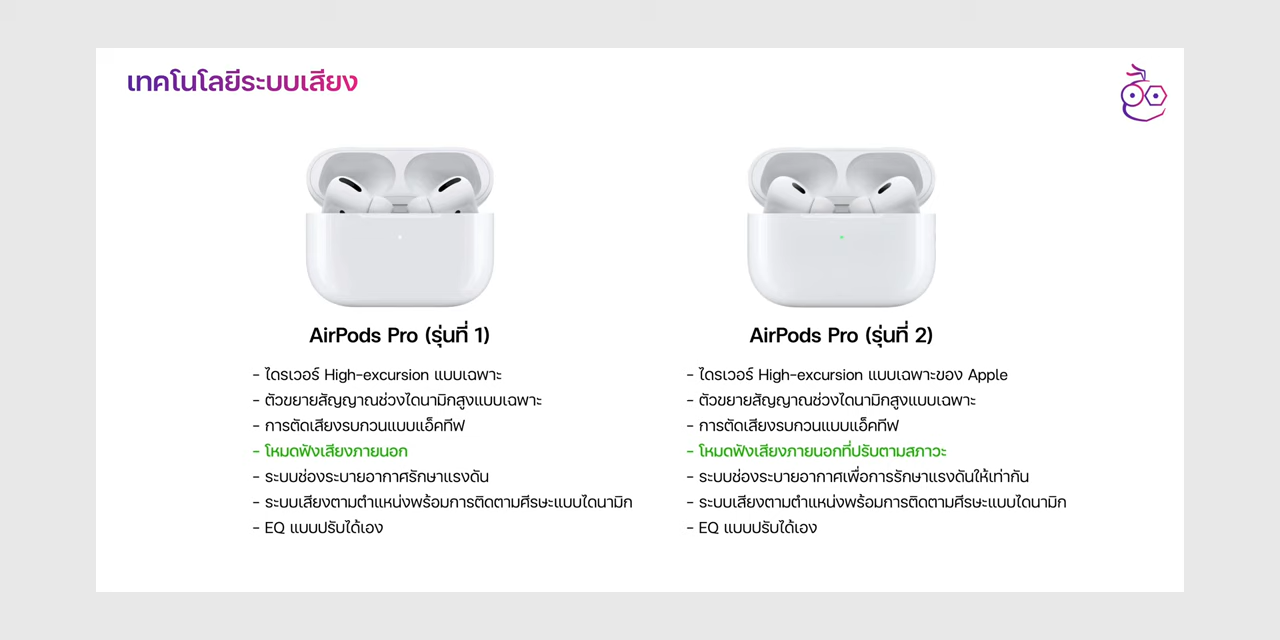 เทคโนโลยีระบบเสียง
AirPods Pro (รุ่นที่ 1)
- ไดรเวอร์ High-excursion แบบเฉพาะ
- ตัวขยายสัญญาณช่วงไดนามิกสูงแบบเฉพาะ
- การตัดเสียงรบกวนแบบแอ็คทีฟ
- โหมดฟังเสียงภายนอก
- ระบบช่องระบายอากาศรักษาแรงดัน
- ระบบเสียงตามตำแหน่งพร้อมการติดตามศีรษะแบบไดนามิก
- EQ แบบปรับได้เอง
AirPods Pro (รุ่นที่ 2)
- ไดรเวอร์ High-excursion แบบเฉพาะของ Apple
- ตัวขยายสัญญาณช่วงไดนามิกสูงแบบเฉพาะ
- การตัดเสียงรบกวนแบบแอ็คทีฟ
- โหมดฟังเสียงภายนอกที่ปรับตามสภาวะ
- ระบบช่องระบายอากาศเพื่อการรักษาแรงดันให้เท่ากัน
- ระบบเสียงตามตำแหน่งพร้อมการติดตามศีรษะแบบไดนามิก
- EQ แบบปรับได้เอง